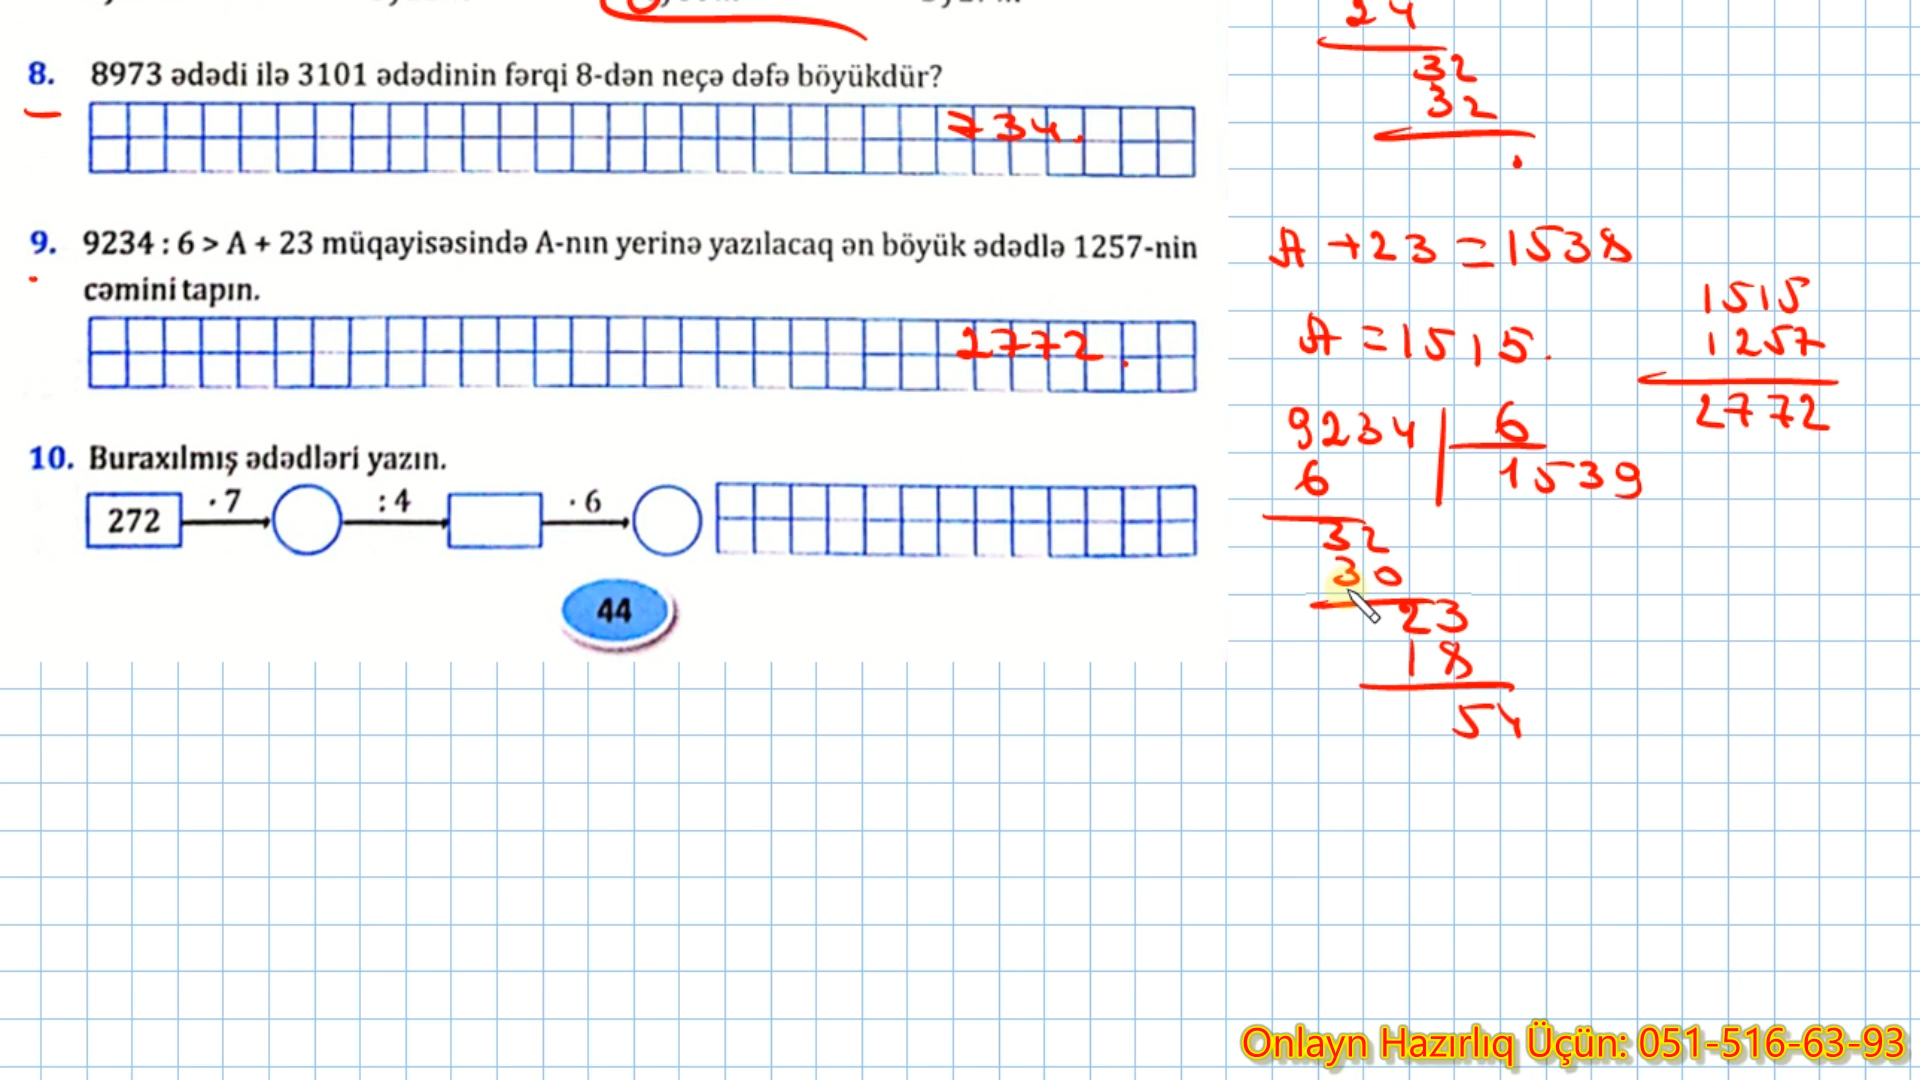 24
32
32
.
8. 8973 ədədi ilə 3101 ədədinin fərqi 8-dən neçə dəfə böyükdür?
734.
9. 9234 : 6 > A + 23 müqayisəsində A-nın yerinə yazılacaq ən böyük ədədlə 1257-nin
cəmini tapın.
2772.
A + 23 = 1538
A = 1515.
1515
1257
2772
9234 | 6
6 1539
32
30
23
18
54
10. Buraxılmış ədədləri yazın.
272 · 7 : 4 · 6
44
Onlayn Hazırlıq Üçün: 051-516-63-93